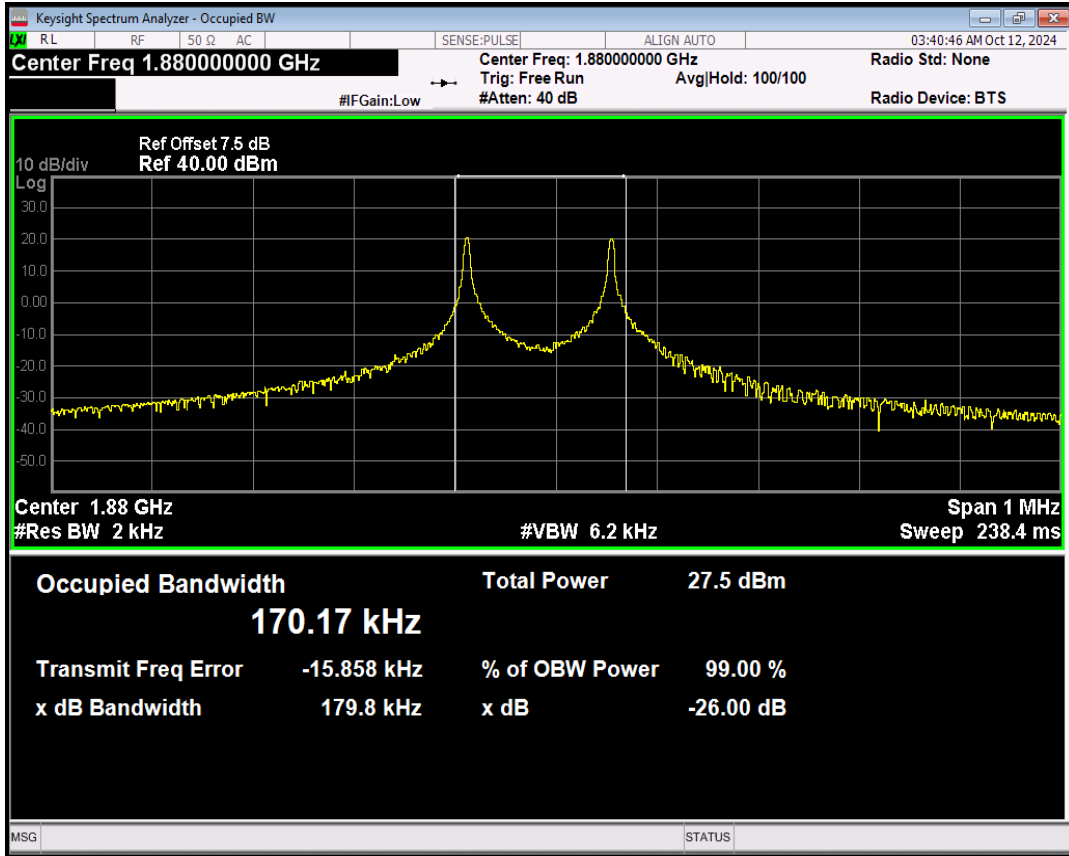 Keysight Spectrum Analyzer - Occupied BW
LXI RL RF 50 Ω AC SENSE:PULSE ALIGN AUTO 03:40:46 AM Oct 12, 2024
Center Freq 1.880000000 GHz Center Freq: 1.880000000 GHz Radio Std: None
Trig: Free Run Avg|Hold: 100/100
#IFGain:Low #Atten: 40 dB Radio Device: BTS
Ref Offset 7.5 dB
10 dB/div Ref 40.00 dBm
Log
30.0
20.0
10.0
0.00
-10.0
-20.0
-30.0
-40.0
-50.0
Center 1.88 GHz Span 1 MHz
#Res BW 2 kHz #VBW 6.2 kHz Sweep 238.4 ms
Occupied Bandwidth Total Power 27.5 dBm
170.17 kHz
Transmit Freq Error -15.858 kHz % of OBW Power 99.00 %
x dB Bandwidth 179.8 kHz x dB -26.00 dB
MSG STATUS